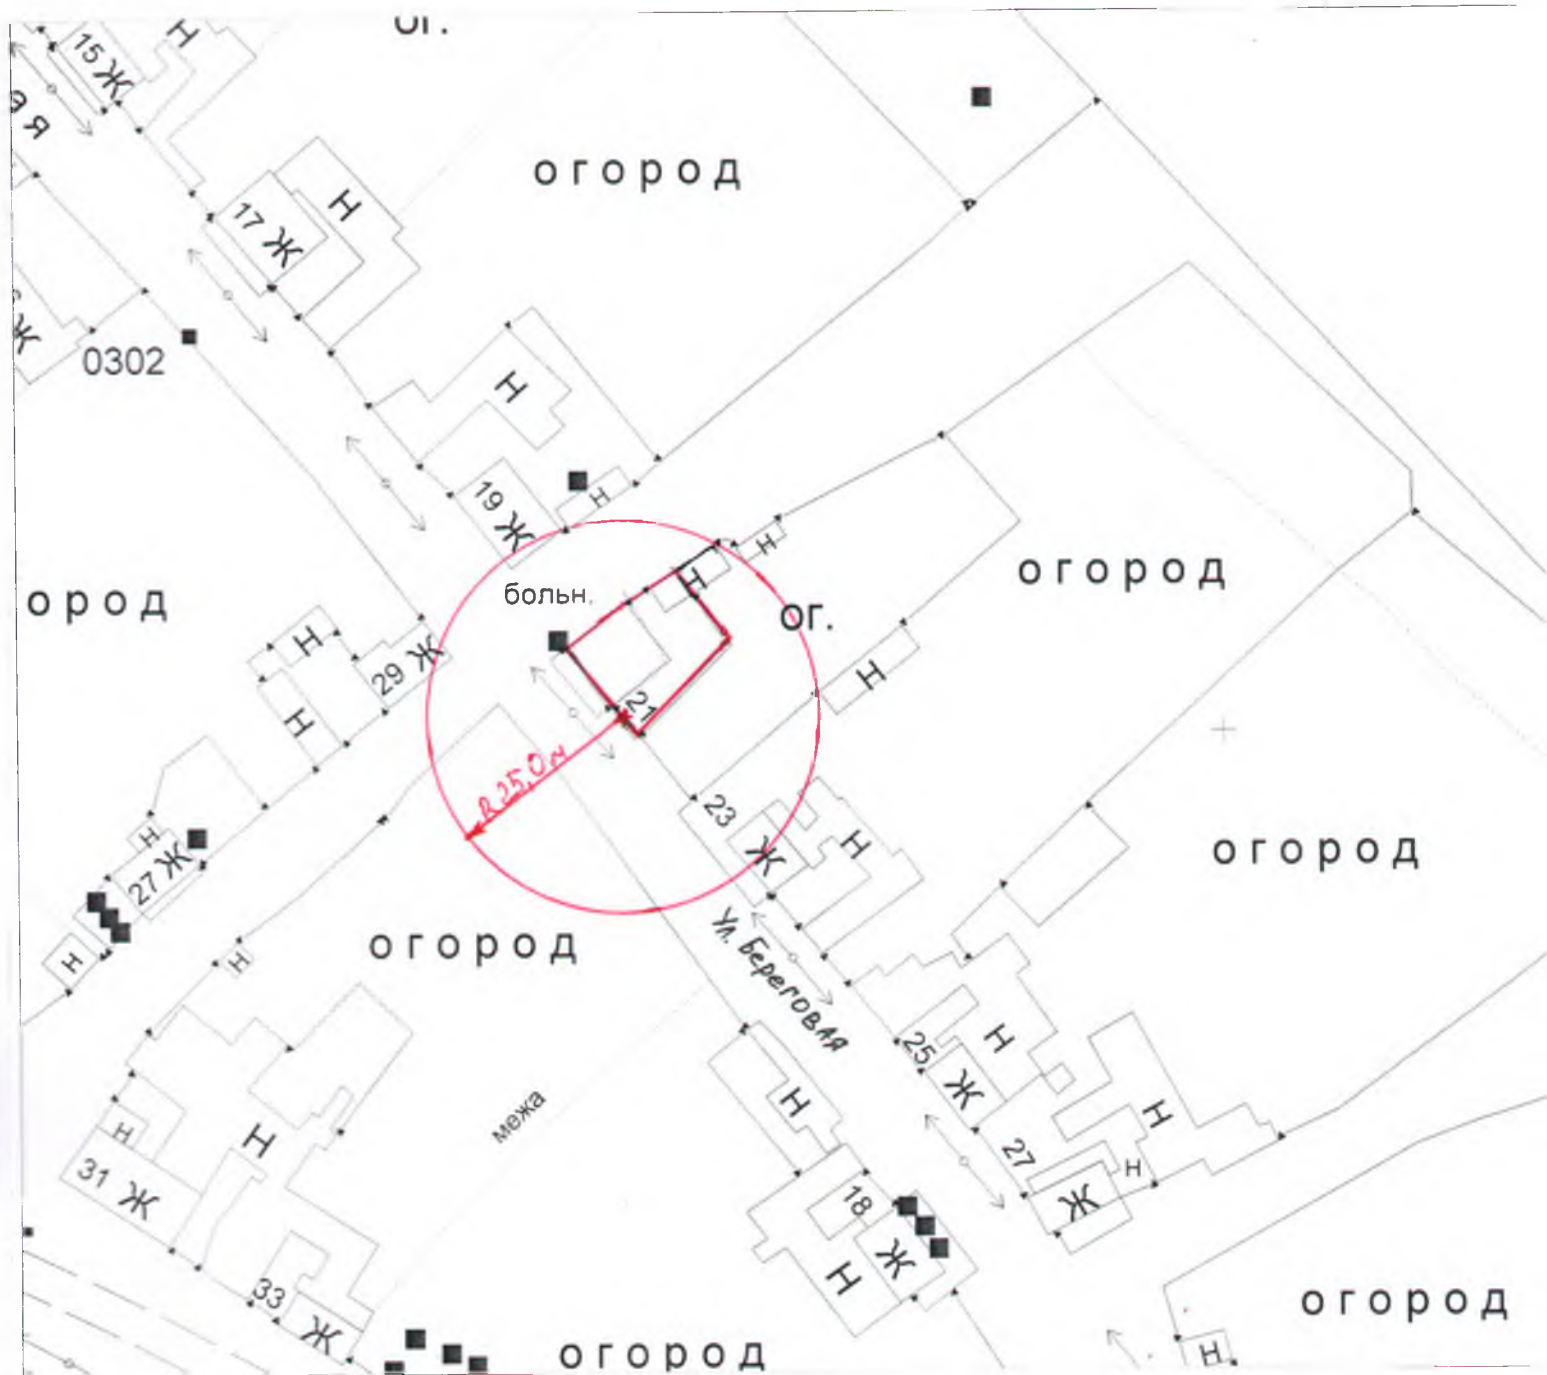 ог.
15 Ж
Н
ая
огород
17 Ж
Н
Ж
0302
Н
19 Ж
Н
Н
огород
больн.
Н
ог.
ород
Н
29 Ж
Н
21
Н
R 25,0 м
23
Ж
Н
огород
Н
27 Ж
Н
огород
Н
Ул. Береговая
25
Ж
Н
межа
Н
Н
Н
31 Ж
27
Ж
Н
Н
18
Ж
Н
33
Ж
огород
огород
Н